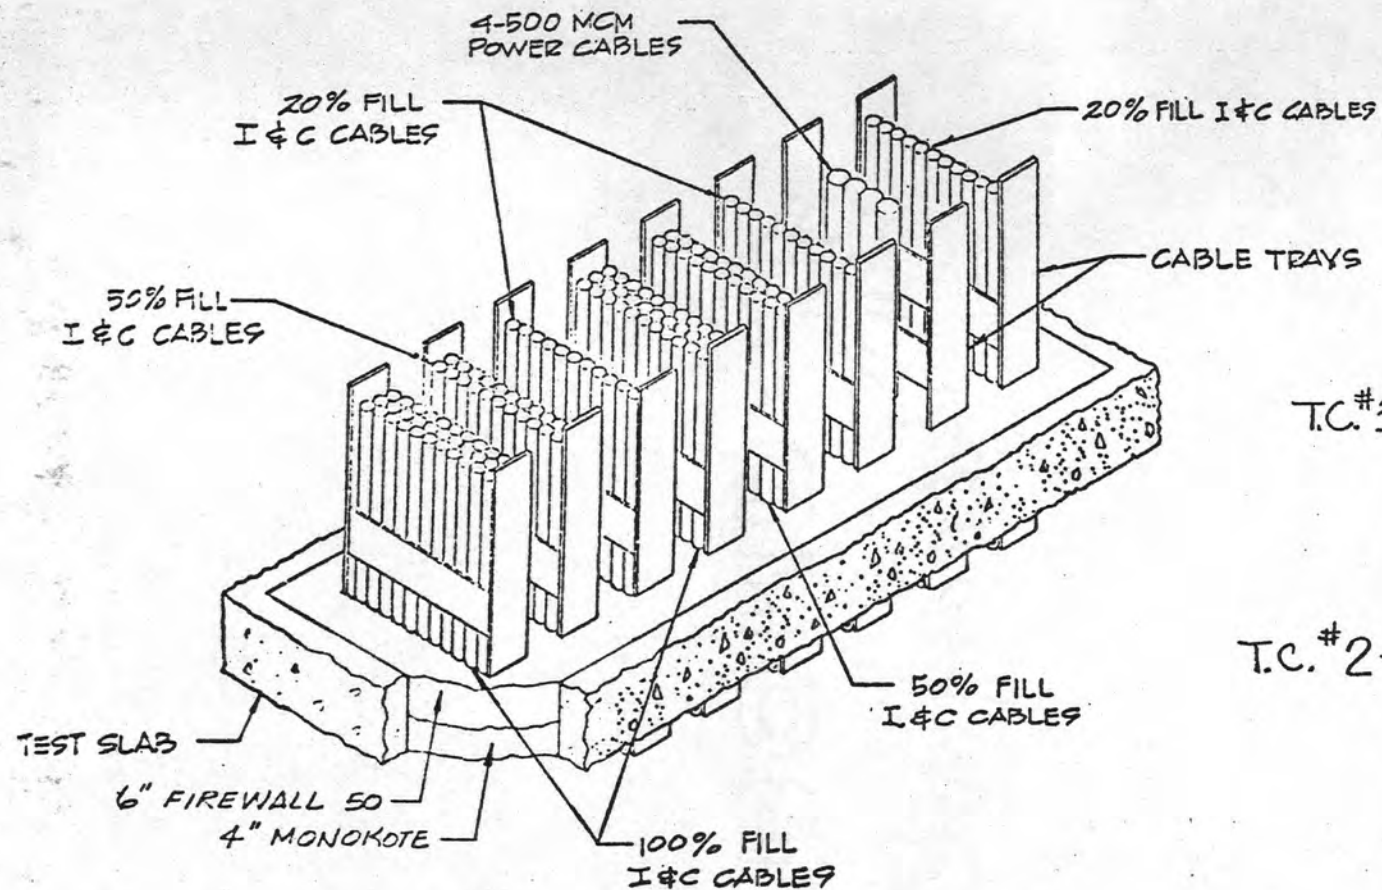 4-500 MCM
POWER CABLES
20% FILL
I & C CABLES
20% FILL I & C CABLES
CABLE TRAYS
50% FILL
I & C CABLES
T.C. #
T.C. #2
50% FILL
I & C CABLES
TEST SLAB
6" FIREWALL 50
4" MONOKOTE
100% FILL
I & C CABLES